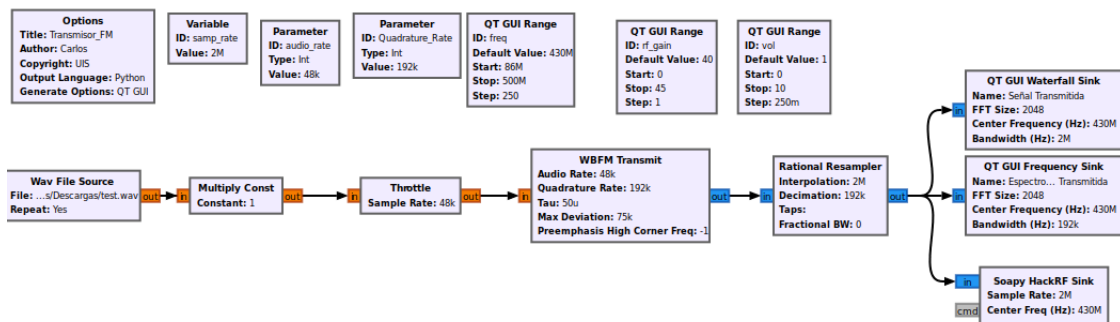 Options
Title: Transmisor_FM
Author: Carlos
Copyright: UIS
Output Language: Python
Generate Options: QT GUI
Variable
ID: samp_rate
Value: 2M
Parameter
ID: audio_rate
Type: Int
Value: 48k
Parameter
ID: Quadrature_Rate
Type: Int
Value: 192k
QT GUI Range
ID: freq
Default Value: 430M
Start: 86M
Stop: 500M
Step: 250
QT GUI Range
ID: rf_gain
Default Value: 40
Start: 0
Stop: 45
Step: 1
QT GUI Range
ID: vol
Default Value: 1
Start: 0
Stop: 10
Step: 250m
Wav File Source
File: ...s/Descargas/test.wav
Repeat: Yes
out
in
Multiply Const
Constant: 1
out
in
Throttle
Sample Rate: 48k
out
in
WBFM Transmit
Audio Rate: 48k
Quadrature Rate: 192k
Tau: 50u
Max Deviation: 75k
Preemphasis High Corner Freq: -1
out
in
Rational Resampler
Interpolation: 2M
Decimation: 192k
Taps:
Fractional BW: 0
out
in
QT GUI Waterfall Sink
Name: Señal Transmitida
FFT Size: 2048
Center Frequency (Hz): 430M
Bandwidth (Hz): 2M
in
QT GUI Frequency Sink
Name: Espectro... Transmitida
FFT Size: 2048
Center Frequency (Hz): 430M
Bandwidth (Hz): 192k
in
cmd
Soapy HackRF Sink
Sample Rate: 2M
Center Freq (Hz): 430M